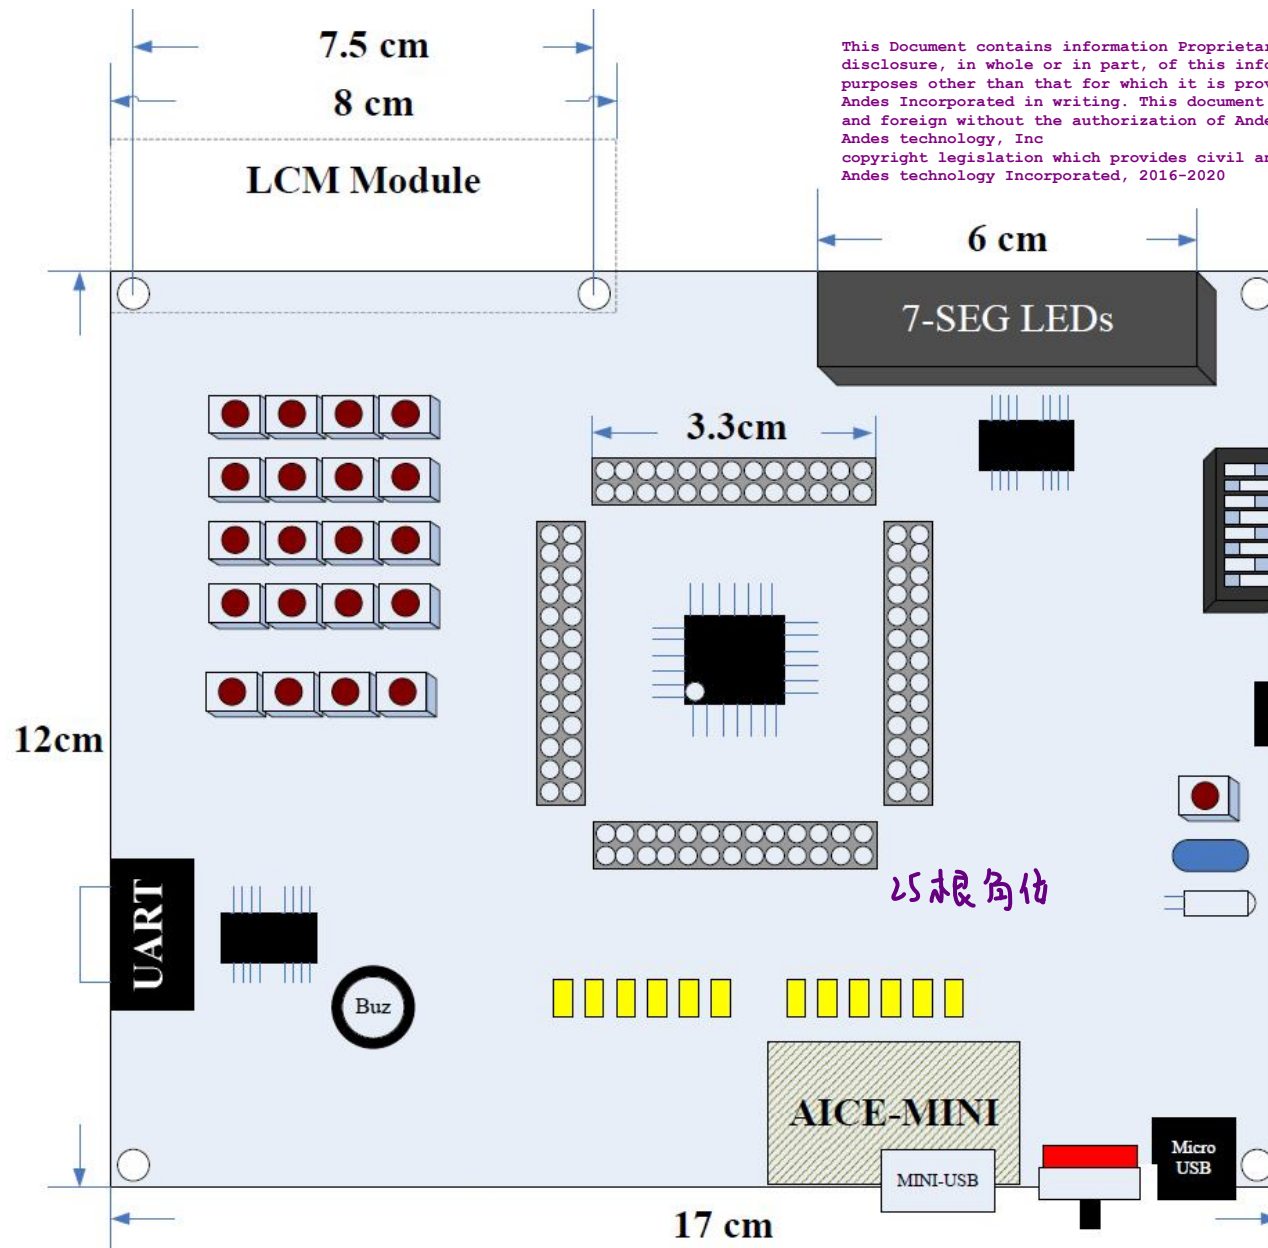 7.5 cm
8 cm
LCM Module
This Document contains information Proprietar
disclosure, in whole or in part, of this info
purposes other than that for which it is prov
Andes Incorporated in writing. This document
and foreign without the authorization of Ande
Andes technology, Inc
copyright legislation which provides civil an
Andes technology Incorporated, 2016-2020
6 cm
7-SEG LEDs
3.3cm
12cm
25根角位
UART
Buz
AICE-MINI
MINI-USB
Micro
USB
17 cm